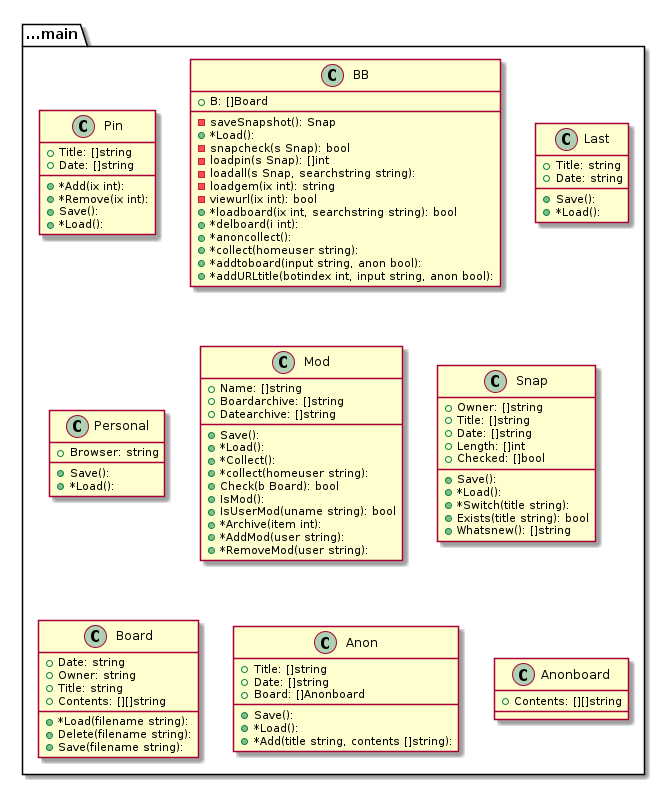 ...main
C Pin
Title: []string
Date: []string
*Add(ix int):
*Remove(ix int):
Save():
*Load():
C BB
B: []Board
saveSnapshot(): Snap
*Load():
snapcheck(s Snap): bool
loadpin(s Snap): []int
loadall(s Snap, searchstring string):
loadgem(ix int): string
viewurl(ix int): bool
*loadboard(ix int, searchstring string): bool
*delboard(i int):
*anoncollect():
*collect(homeuser string):
*addtoboard(input string, anon bool):
*addURLtitle(botindex int, input string, anon bool):
C Last
Title: string
Date: string
Save():
*Load():
C Personal
Browser: string
Save():
*Load():
C Mod
Name: []string
Boardarchive: []string
Datearchive: []string
Save():
*Load():
*Collect():
*collect(homeuser string):
Check(b Board): bool
IsMod():
IsUserMod(uname string): bool
*Archive(item int):
*AddMod(user string):
*RemoveMod(user string):
C Snap
Owner: []string
Title: []string
Date: []string
Length: []int
Checked: []bool
Save():
*Load():
*Switch(title string):
Exists(title string): bool
Whatsnew(): []string
C Board
Date: string
Owner: string
Title: string
Contents: [][]string
*Load(filename string):
Delete(filename string):
Save(filename string):
C Anon
Title: []string
Date: []string
Board: []Anonboard
Save():
*Load():
*Add(title string, contents []string):
C Anonboard
Contents: [][]string